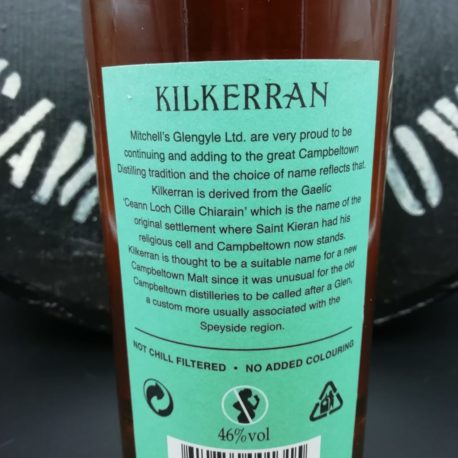 KILKERRAN
Mitchell's Glengyle Ltd. are very proud to be
continuing and adding to the great Campbeltown
Distilling tradition and the choice of name reflects that.
Kilkerran is derived from the Gaelic
'Ceann Loch Cille Chiarain' which is the name of the
original settlement where Saint Kieran had his
religious cell and Campbeltown now stands.
Kilkerran is thought to be a suitable name for a new
Campbeltown Malt since it was unusual for the old
Campbeltown distilleries to be called after a Glen,
a custom more usually associated with the
Speyside region.
NOT CHILL FILTERED • NO ADDED COLOURING
46%vol